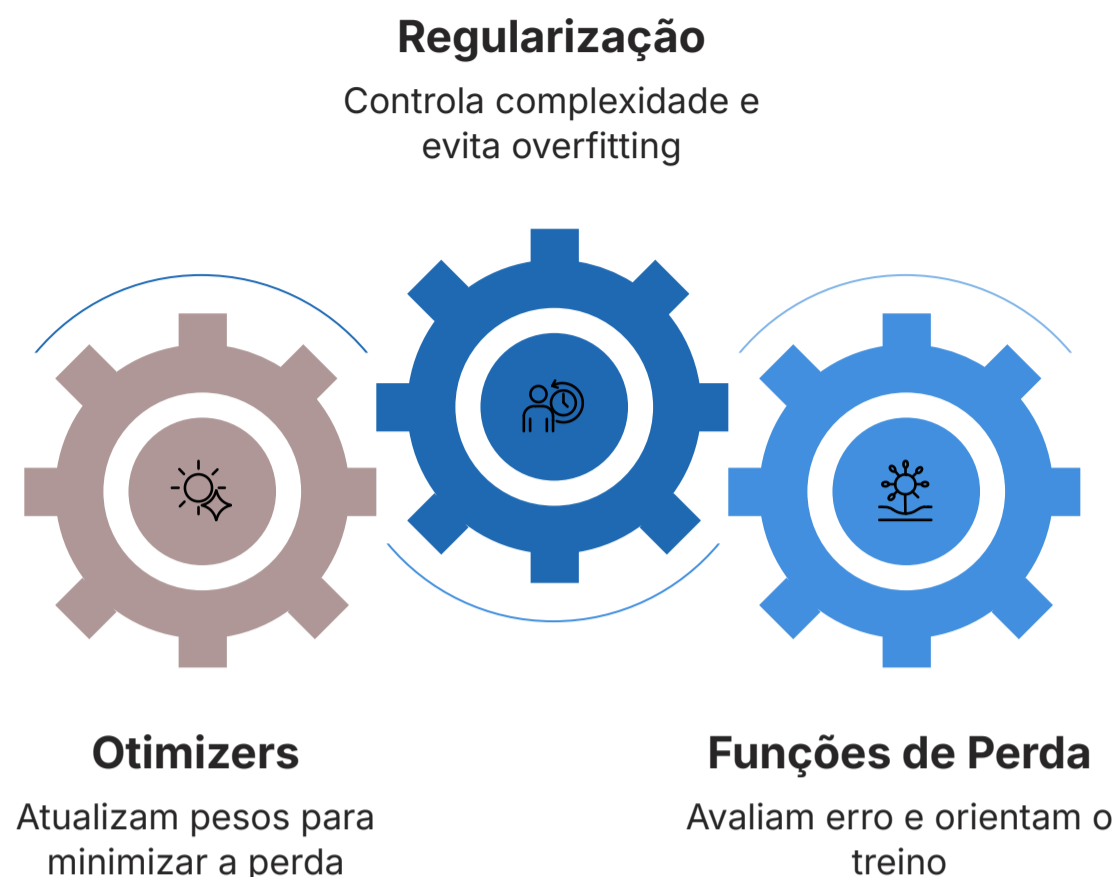 Regularização
Controla complexidade e
evita overfitting
Otimizers
Atualizam pesos para
minimizar a perda
Funções de Perda
Avaliam erro e orientam o
treino